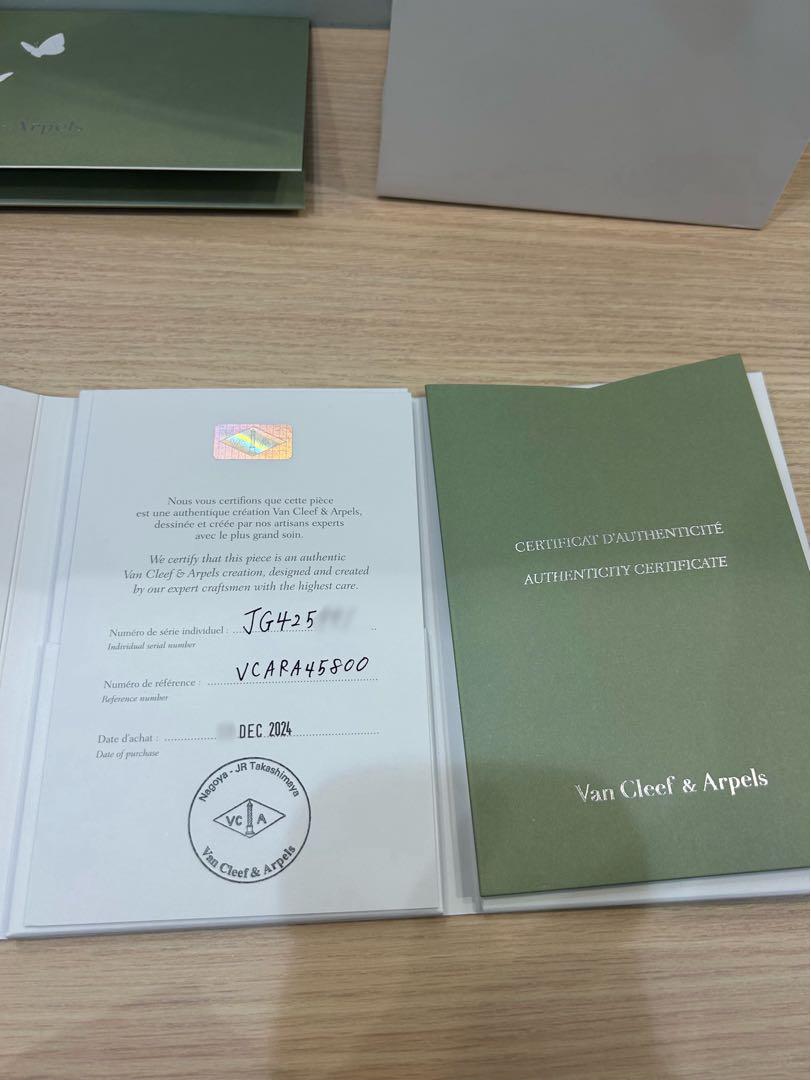 Arpels
VCA
Nous vous certifions que cette pièce
est une authentique création Van Cleef & Arpels,
dessinée et créée par nos artisans experts
avec le plus grand soin.
We certify that this piece is an authentic
Van Cleef & Arpels creation, designed and created
by our expert craftsmen with the highest care.
Numéro de série individuel : JG425
Individual serial number
Numéro de référence : VCARA45800
Reference number
Date d'achat : DEC 2024
Date of purchase
Nagoya - JR Takashimaya
VC A
Van Cleef & Arpels
CERTIFICAT D'AUTHENTICITÉ
AUTHENTICITY CERTIFICATE
Van Cleef & Arpels